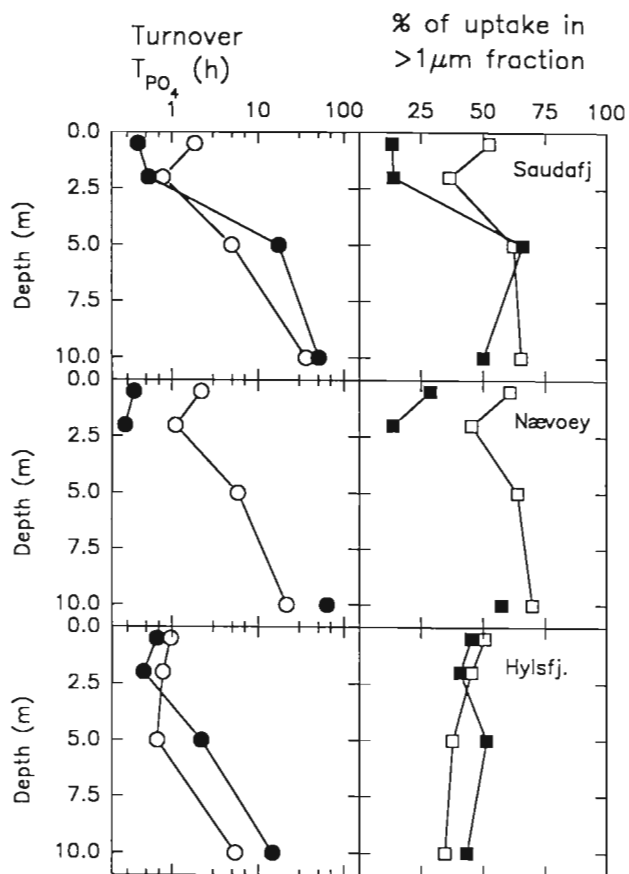 Turnover
T_PO4 (h)
% of uptake in
>1μm fraction
1 10 100
25 50 75 100
0.0
2.5
5.0
7.5
10.0
Depth (m)
Saudafj
0.0
2.5
5.0
7.5
10.0
Depth (m)
Nævoey
0.0
2.5
5.0
7.5
10.0
Depth (m)
Hylsfj.